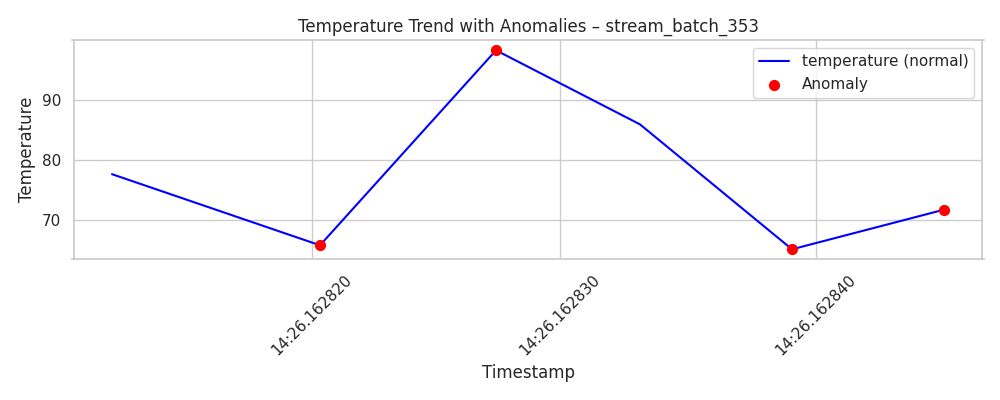 Temperature Trend with Anomalies – stream_batch_353
temperature (normal)
Anomaly
Temperature
90
80
70
14:26.162820
14:26.162830
14:26.162840
Timestamp